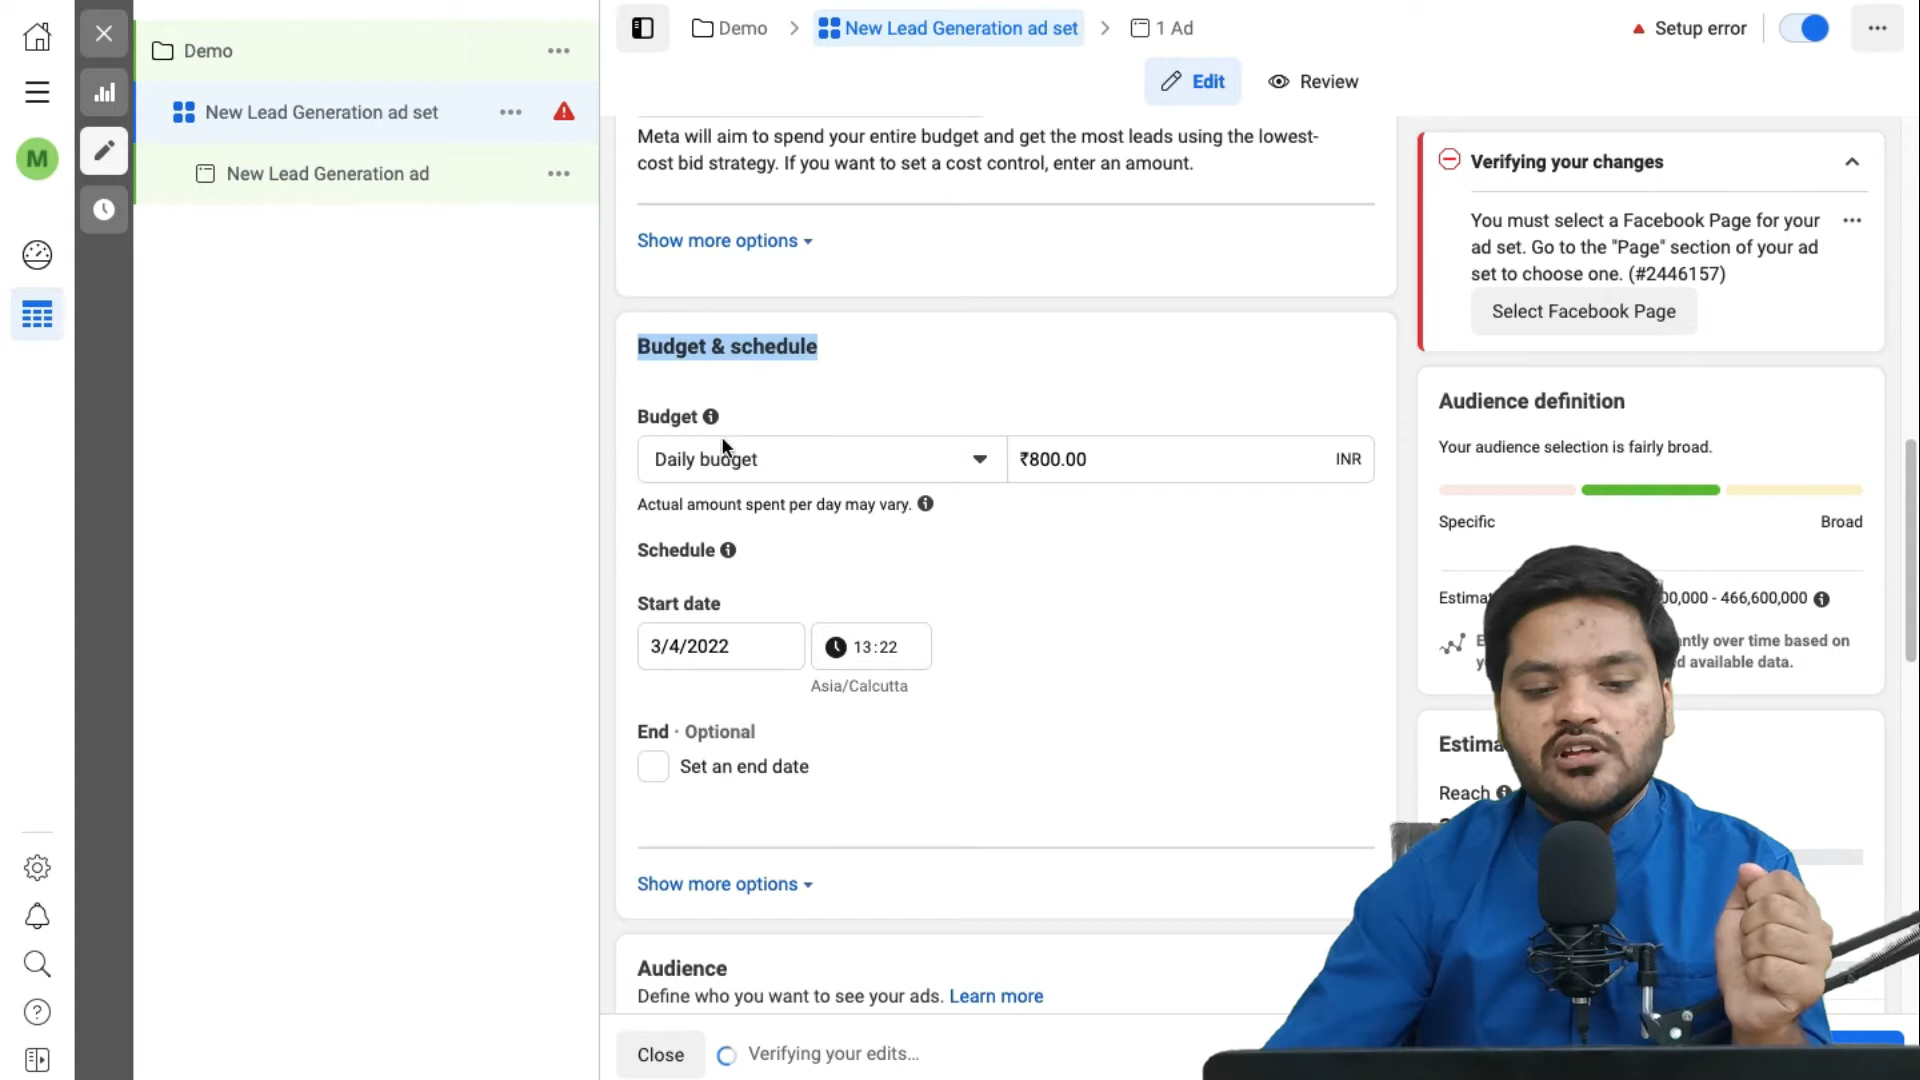 Demo
New Lead Generation ad set
1 Ad
Setup error
Edit
Review
M
Demo
New Lead Generation ad set
New Lead Generation ad
Meta will aim to spend your entire budget and get the most leads using the lowest-
cost bid strategy. If you want to set a cost control, enter an amount.
Show more options
Budget & schedule
Budget
Daily budget
₹800.00
INR
Actual amount spent per day may vary.
Schedule
Start date
3/4/2022
13:22
Asia/Calcutta
End · Optional
Set an end date
Show more options
Audience
Define who you want to see your ads. Learn more
Close
Verifying your edits...
Verifying your changes
You must select a Facebook Page for your
ad set. Go to the "Page" section of your ad
set to choose one. (#2446157)
Select Facebook Page
Audience definition
Your audience selection is fairly broad.
Specific
Broad
00,000 - 466,600,000
over time based on
available data.
Reach